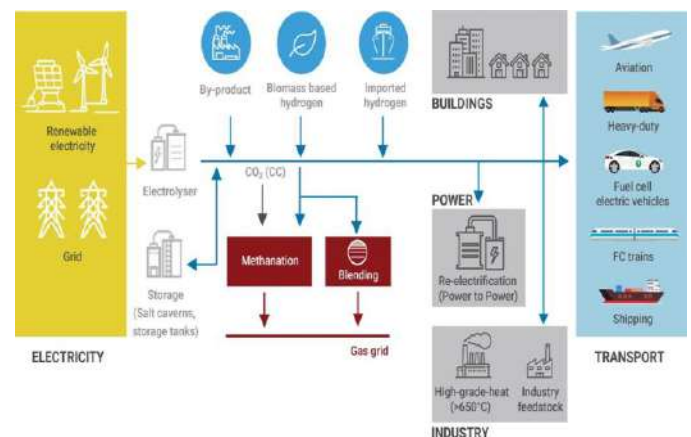 Renewable
electricity
Grid
ELECTRICITY
Electrolyser
Storage
(Salt caverns,
storage tanks)
By-product
Biomass based
hydrogen
Imported
hydrogen
CO₂ (CC)
Methanation
Blending
Gas grid
BUILDINGS
POWER
Re-electrification
(Power to Power)
High-grade-heat
(>650°C)
Industry
feedstock
INDUSTRY
Aviation
Heavy-duty
Fuel cell
electric vehicles
FC trains
Shipping
TRANSPORT